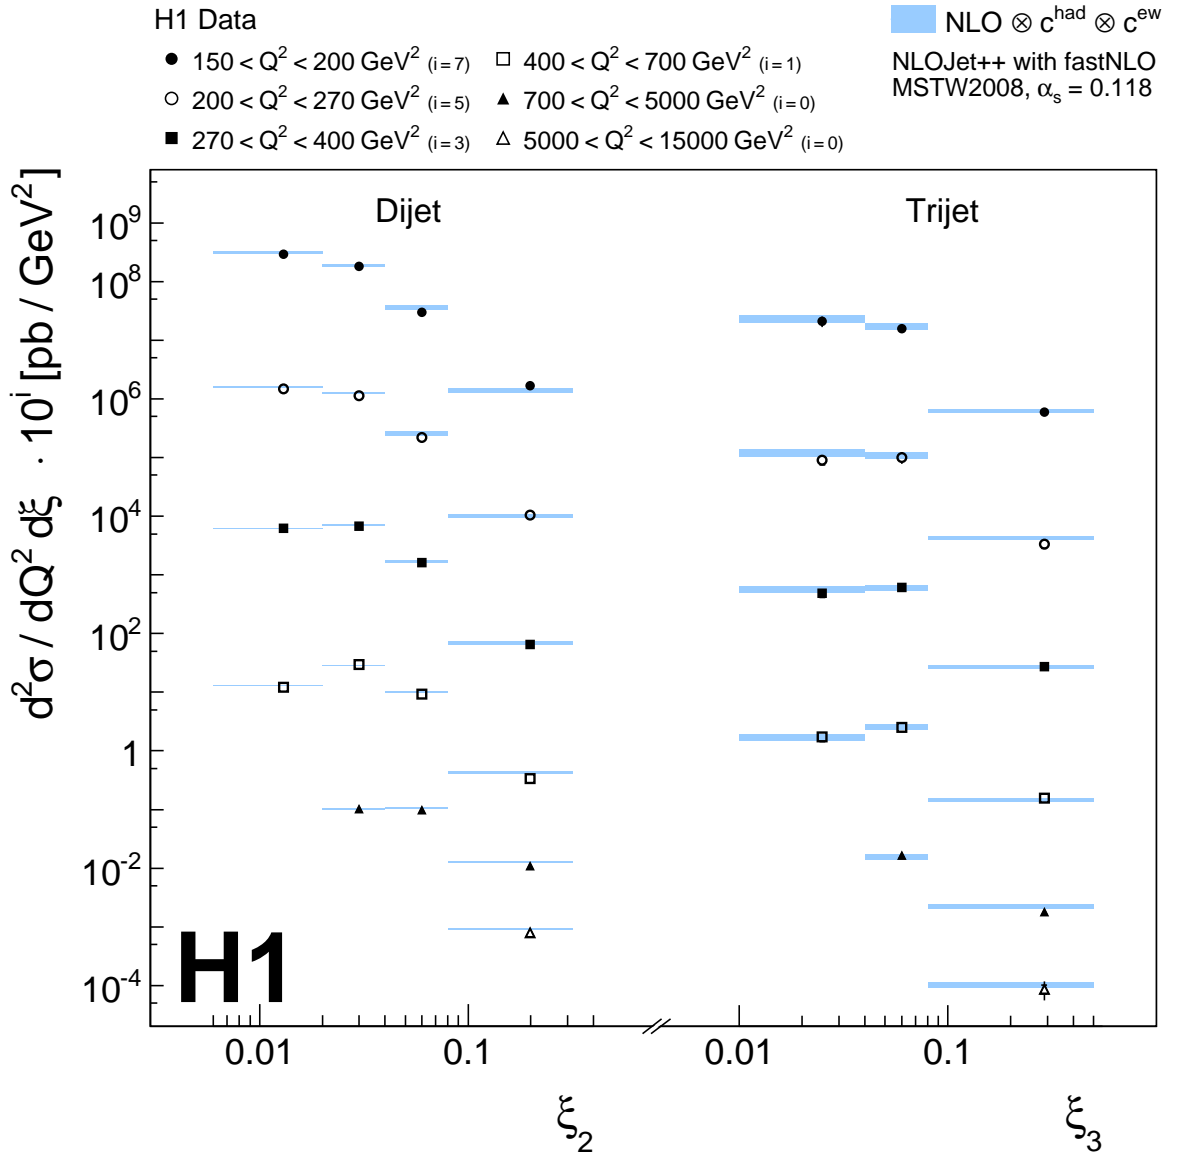 H1 Data
● 150 < Q² < 200 GeV² (i = 7)
○ 200 < Q² < 270 GeV² (i = 5)
■ 270 < Q² < 400 GeV² (i = 3)
□ 400 < Q² < 700 GeV² (i = 1)
▲ 700 < Q² < 5000 GeV² (i = 0)
△ 5000 < Q² < 15000 GeV² (i = 0)
NLO ⊗ c^had ⊗ c^ew
NLOJet++ with fastNLO
MSTW2008, α_s = 0.118
d²σ / dQ² dξ · 10^i [pb / GeV²]
Dijet
Trijet
10⁹
10⁸
10⁶
10⁴
10²
1
10⁻²
10⁻⁴
H1
0.01
0.1
0.01
0.1
ξ₂
ξ₃